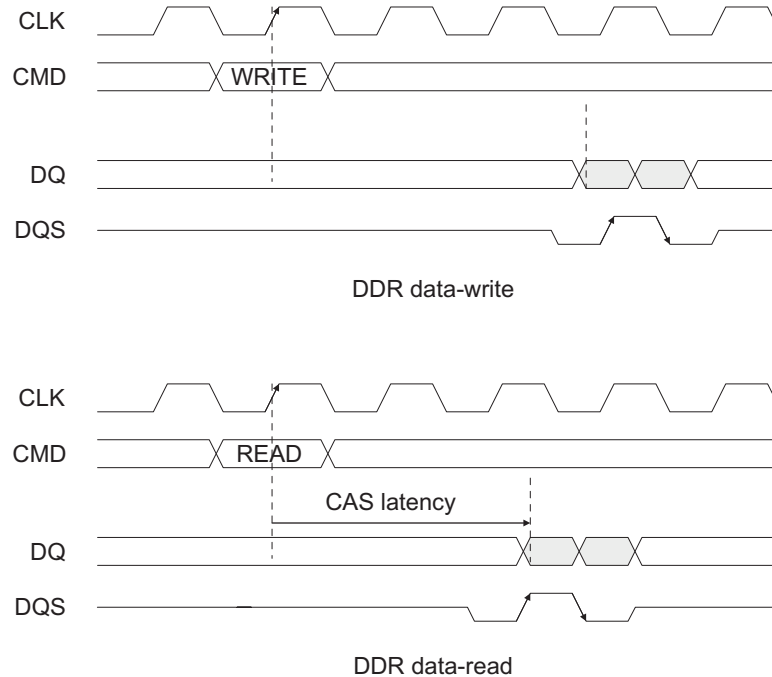 CLK
CMD WRITE
DQ
DQS
DDR data-write
CLK
CMD READ
CAS latency
DQ
DQS
DDR data-read